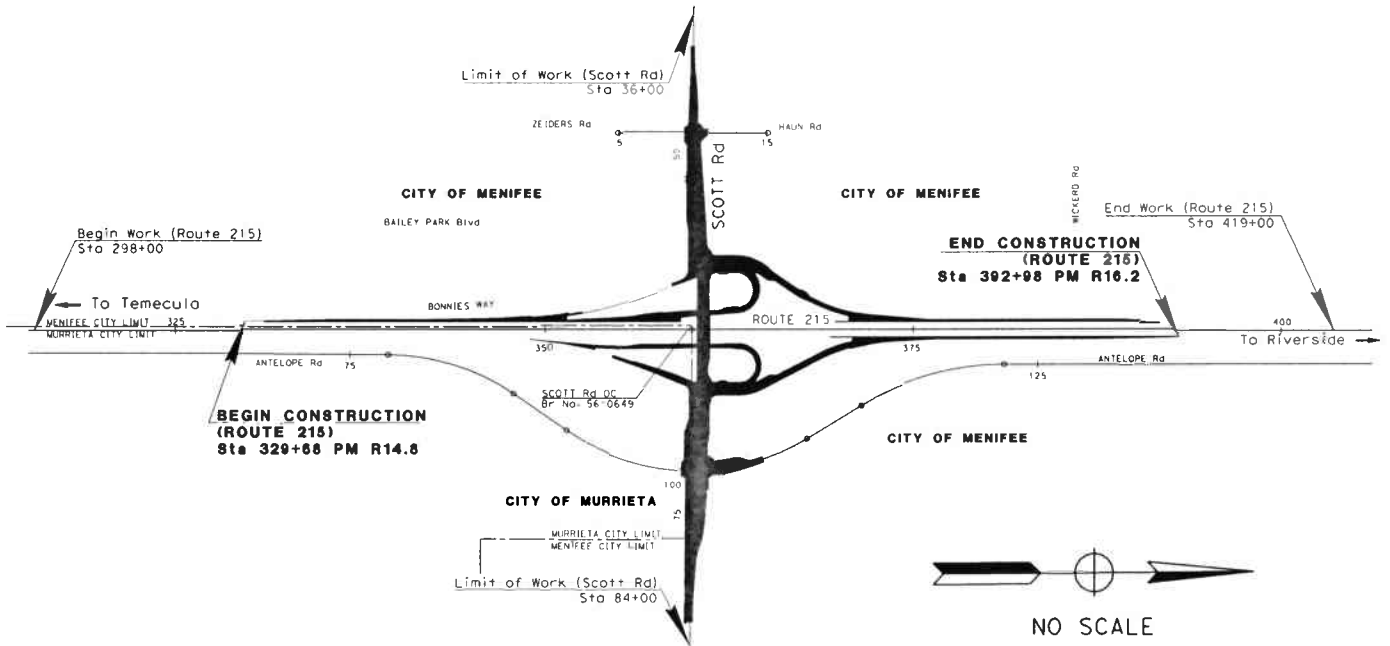 Limit of Work (Scott Rd)
Sta 36+00
ZEIDERS Rd
HAUN Rd
5
15
50
SCOTT Rd
CITY OF MENIFEE
CITY OF MENIFEE
WICKERD Rd
BAILEY PARK Blvd
Begin Work (Route 215)
Sta 298+00
End Work (Route 215)
Sta 419+00
END CONSTRUCTION
(ROUTE 215)
Sta 392+98 PM R16.2
To Temecula
BONNIES WAY
MENIFEE CITY LIMIT
MURRIETA CITY LIMIT
325
ROUTE 215
400
To Riverside
350
375
ANTELOPE Rd
75
ANTELOPE Rd
125
SCOTT Rd OC
Br No. 56-0649
BEGIN CONSTRUCTION
(ROUTE 215)
Sta 329+68 PM R14.8
CITY OF MENIFEE
100
CITY OF MURRIETA
75
MURRIETA CITY LIMIT
MENIFEE CITY LIMIT
Limit of Work (Scott Rd)
Sta 84+00
NO SCALE